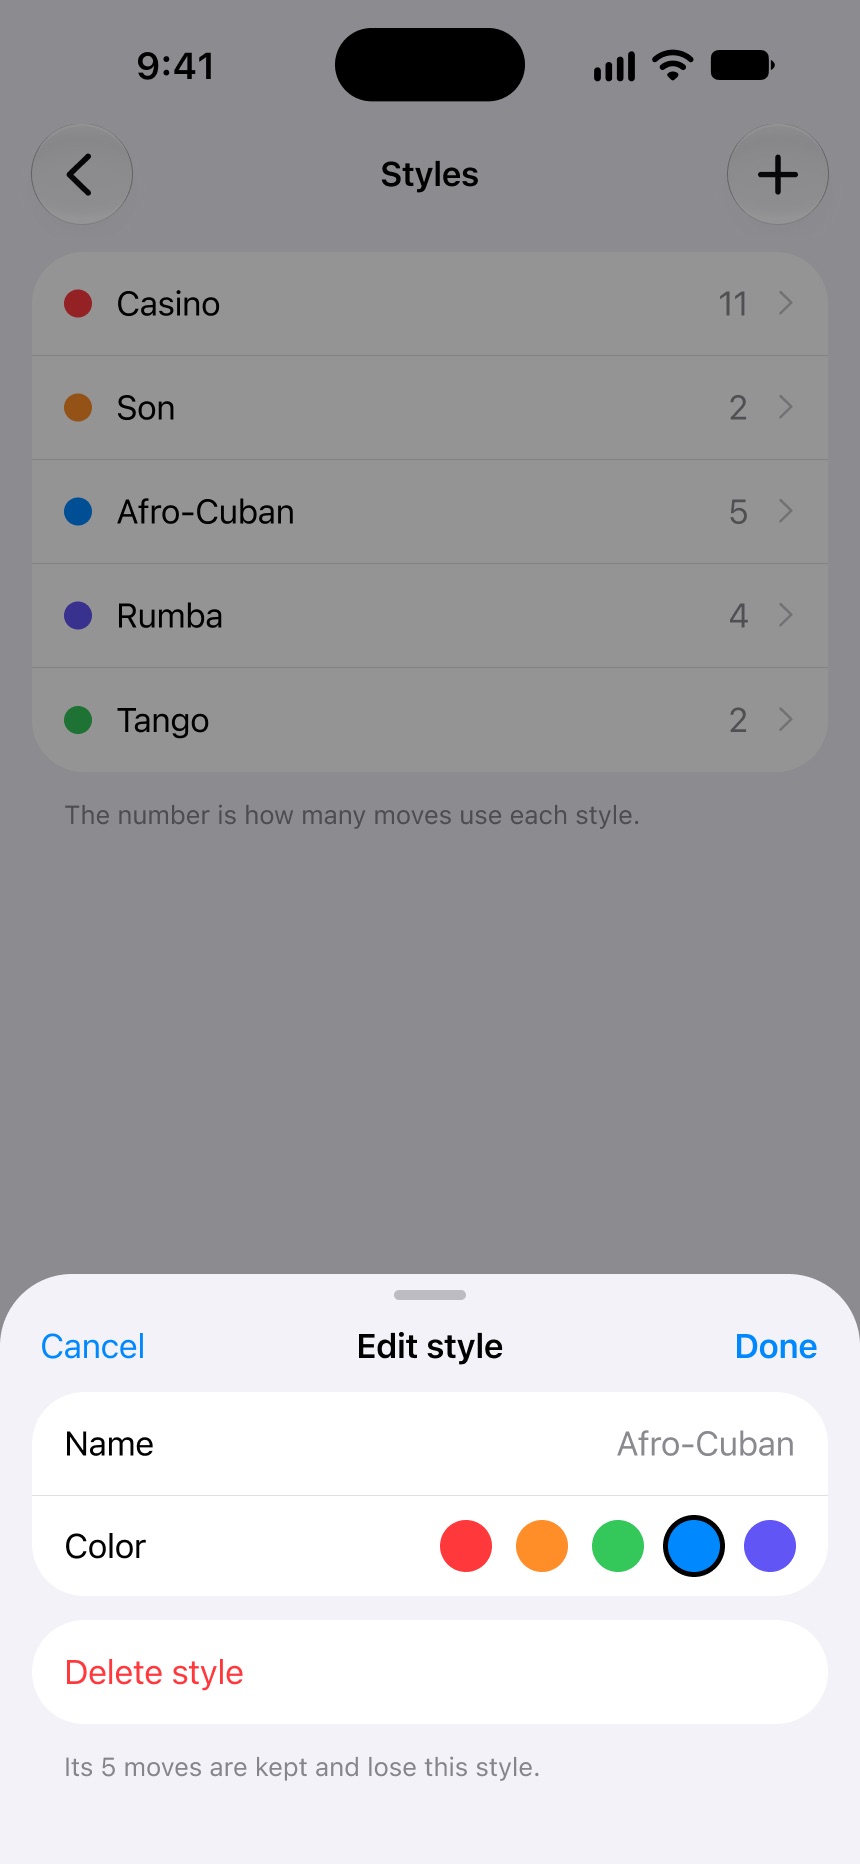 9:41
Styles
Casino 11
Son 2
Afro-Cuban 5
Rumba 4
Tango 2
The number is how many moves use each style.
Cancel Edit style Done
Name Afro-Cuban
Color
Delete style
Its 5 moves are kept and lose this style.